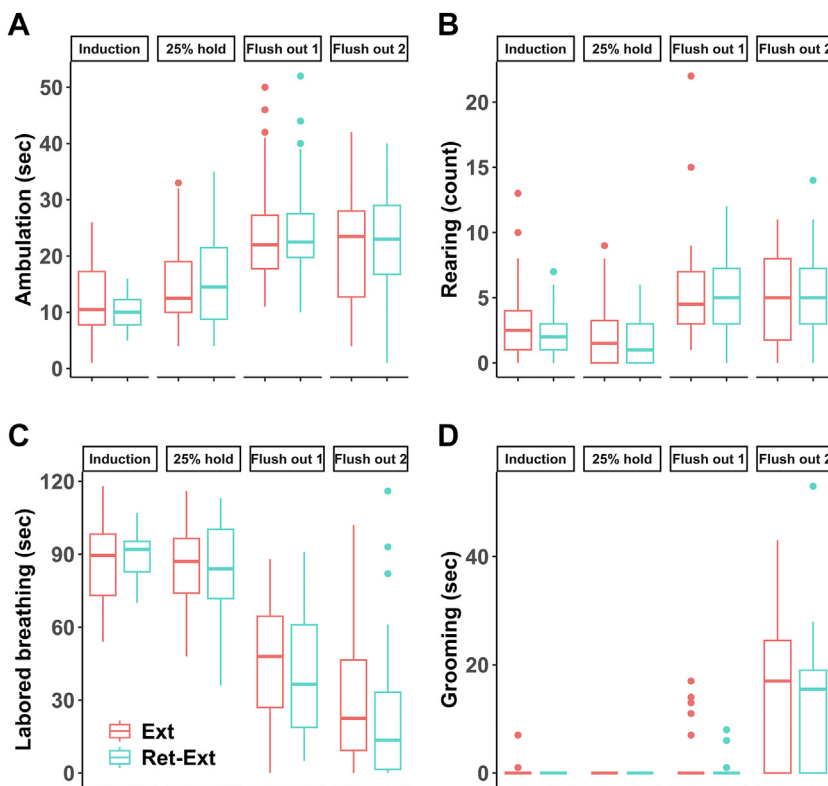 A
Induction 25% hold Flush out 1 Flush out 2
Ambulation (sec)
50
40
30
20
10
0
B
Induction 25% hold Flush out 1 Flush out 2
Rearing (count)
20
15
10
5
0
C
Induction 25% hold Flush out 1 Flush out 2
Labored breathing (sec)
120
90
60
30
0
Ext
Ret-Ext
D
Induction 25% hold Flush out 1 Flush out 2
Grooming (sec)
40
20
0